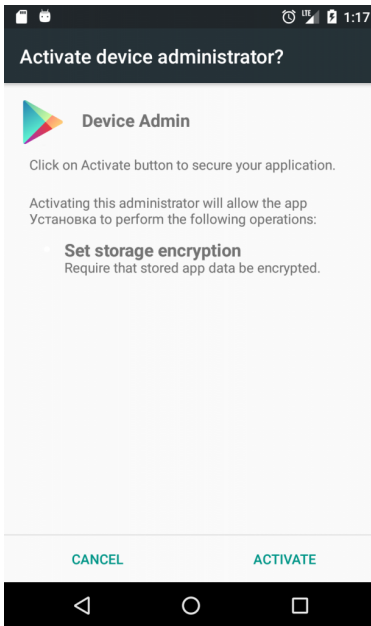 LTE 1:17
Activate device administrator?
Device Admin
Click on Activate button to secure your application.
Activating this administrator will allow the app
Установка to perform the following operations:
Set storage encryption
Require that stored app data be encrypted.
CANCEL ACTIVATE